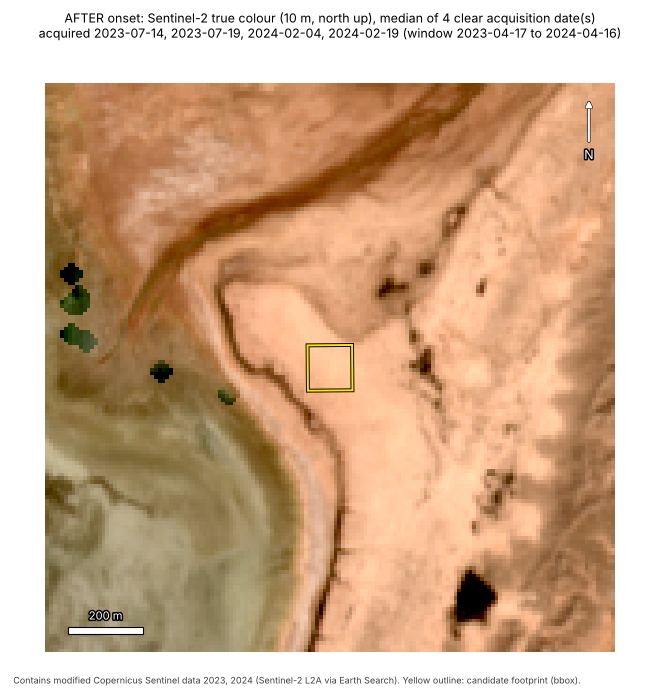 AFTER onset: Sentinel-2 true colour (10 m, north up), median of 4 clear acquisition date(s)
acquired 2023-07-14, 2023-07-19, 2024-02-04, 2024-02-19 (window 2023-04-17 to 2024-04-16)
N
200 m
Contains modified Copernicus Sentinel data 2023, 2024 (Sentinel-2 L2A via Earth Search). Yellow outline: candidate footprint (bbox).